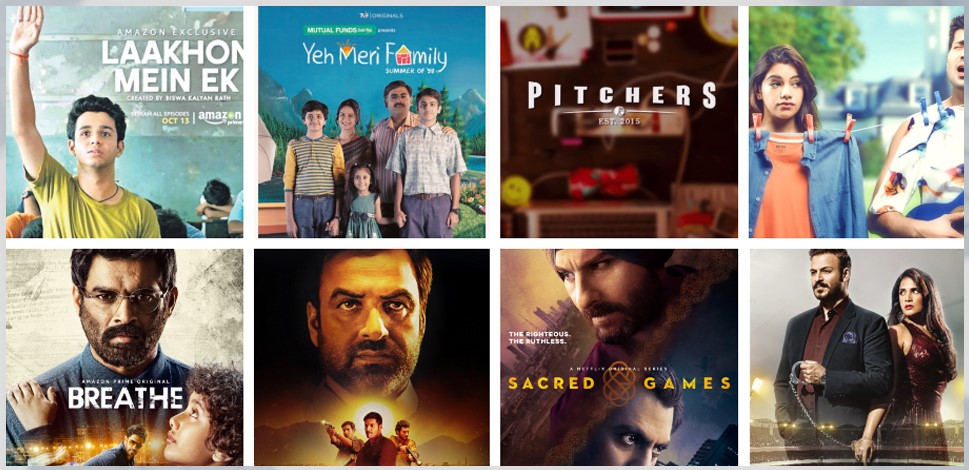 AMAZON EXCLUSIVE
LAAKHON
MEIN EK
CREATED BY BISWA KALYAN RATH
STREAM ALL EPISODES
OCT 13 | amazon
prime
ORIGINALS
MUTUAL FUNDS Sahi Hai presents
Yeh Meri Family
SUMMER OF '98
PITCHERS
EST. 2015
AMAZON PRIME ORIGINAL
BREATHE
THE RIGHTEOUS.
THE RUTHLESS.
A NETFLIX ORIGINAL SERIES
SACRED GAMES